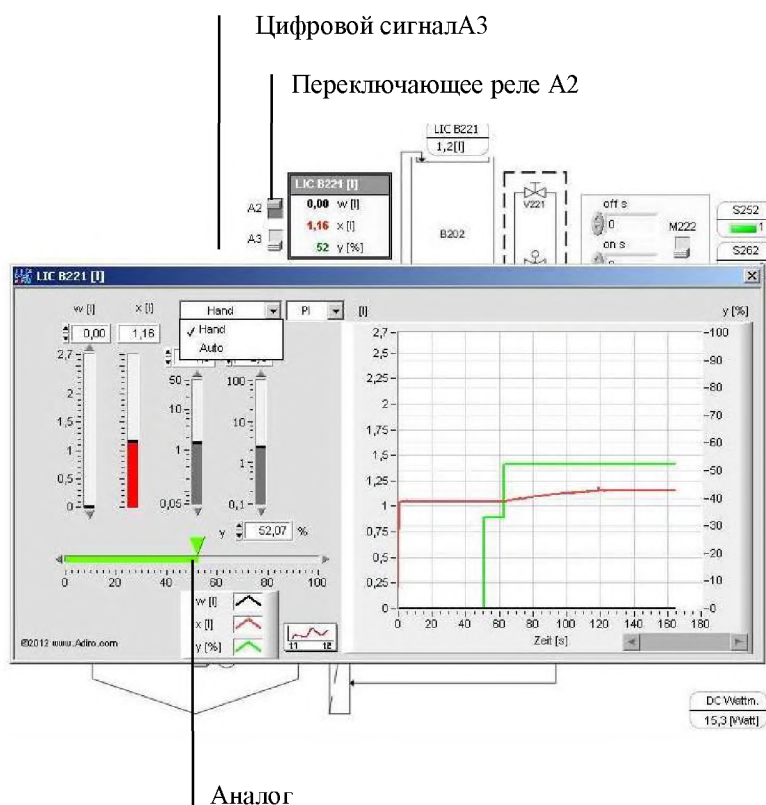 Цифровой сигналА3
Переключающее реле А2
LIC B221
1,2[l]
LIC B221 [l]
A2
0,00 w [l]
1,16 x [l]
A3
52 y [%]
B202
V221
off s
0
on s
M222
S252
1
S262
LIC B221 [l]
w [l]
x [l]
Hand
PI
[l]
y [%]
0,00
1,16
Hand
Auto
2,7
2
1,5
1
0,5
0
50
10
1
0,05
100
10
1
0,1
y 52,07 %
0 20 40 60 80 100
w [l]
x [l]
y [%]
t1 t2
©2012 www.Adiro.com
2,7
2,5
2,25
2
1,75
1,5
1,25
1
0,75
0,5
0,25
0
100
90
80
70
60
50
40
30
20
10
0
0 20 40 60 80 100 120 140 160 180
Zeit [s]
DC Wattm.
15,3 [Watt]
Аналог